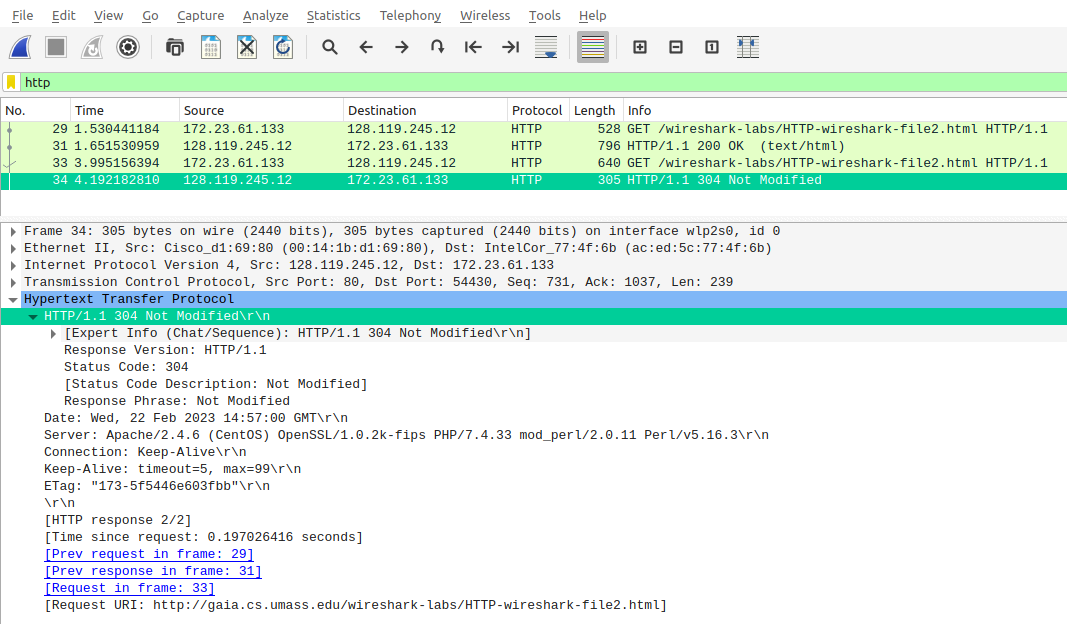 File Edit View Go Capture Analyze Statistics Telephony Wireless Tools Help
http
No. Time Source Destination Protocol Length Info
29 1.530441184 172.23.61.133 128.119.245.12 HTTP 528 GET /wireshark-labs/HTTP-wireshark-file2.html HTTP/1.1
31 1.651530959 128.119.245.12 172.23.61.133 HTTP 796 HTTP/1.1 200 OK  (text/html)
33 3.995156394 172.23.61.133 128.119.245.12 HTTP 640 GET /wireshark-labs/HTTP-wireshark-file2.html HTTP/1.1
34 4.192182810 128.119.245.12 172.23.61.133 HTTP 305 HTTP/1.1 304 Not Modified
Frame 34: 305 bytes on wire (2440 bits), 305 bytes captured (2440 bits) on interface wlp2s0, id 0
Ethernet II, Src: Cisco_d1:69:80 (00:14:1b:d1:69:80), Dst: IntelCor_77:4f:6b (ac:ed:5c:77:4f:6b)
Internet Protocol Version 4, Src: 128.119.245.12, Dst: 172.23.61.133
Transmission Control Protocol, Src Port: 80, Dst Port: 54430, Seq: 731, Ack: 1037, Len: 239
Hypertext Transfer Protocol
HTTP/1.1 304 Not Modified\r\n
[Expert Info (Chat/Sequence): HTTP/1.1 304 Not Modified\r\n]
Response Version: HTTP/1.1
Status Code: 304
[Status Code Description: Not Modified]
Response Phrase: Not Modified
Date: Wed, 22 Feb 2023 14:57:00 GMT\r\n
Server: Apache/2.4.6 (CentOS) OpenSSL/1.0.2k-fips PHP/7.4.33 mod_perl/2.0.11 Perl/v5.16.3\r\n
Connection: Keep-Alive\r\n
Keep-Alive: timeout=5, max=99\r\n
ETag: "173-5f5446e603fbb"\r\n
\r\n
[HTTP response 2/2]
[Time since request: 0.197026416 seconds]
[Prev request in frame: 29]
[Prev response in frame: 31]
[Request in frame: 33]
[Request URI: http://gaia.cs.umass.edu/wireshark-labs/HTTP-wireshark-file2.html]